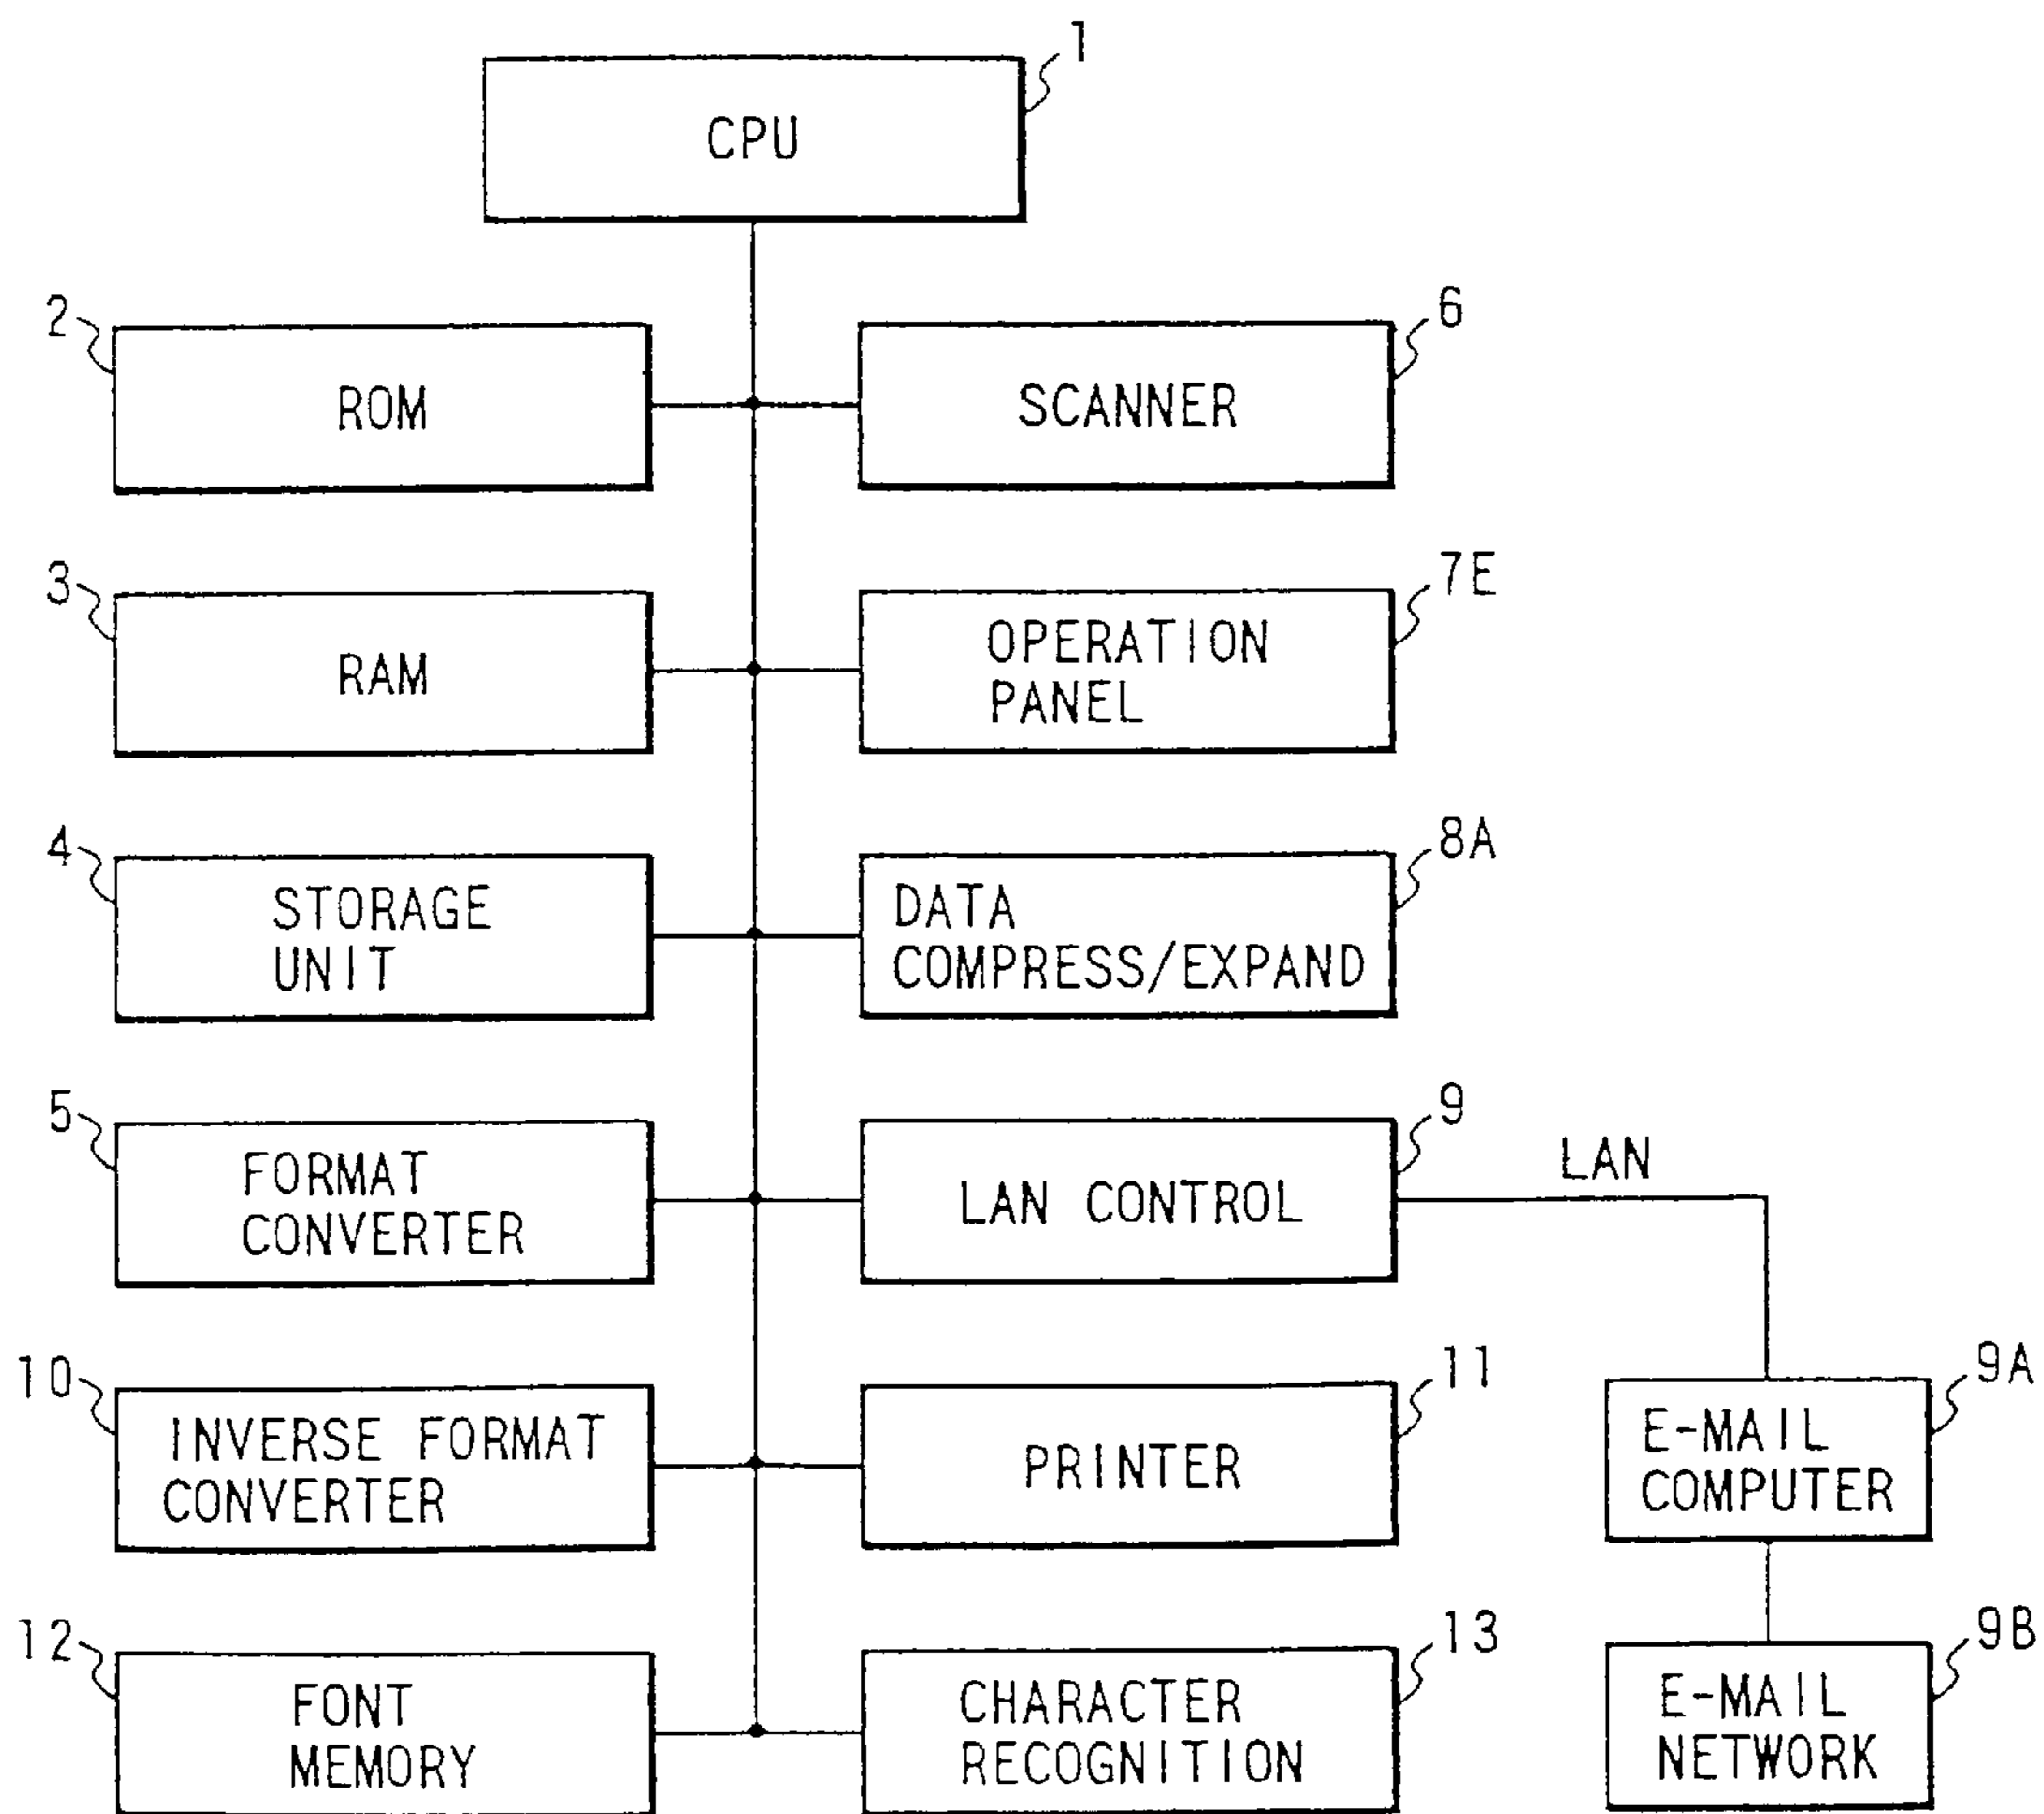 1
CPU
2
ROM
6
SCANNER
3
RAM
7E
OPERATION
PANEL
4
STORAGE
UNIT
8A
DATA
COMPRESS/EXPAND
5
FORMAT
CONVERTER
9
LAN CONTROL
LAN
10
INVERSE FORMAT
CONVERTER
11
PRINTER
9A
E-MAIL
COMPUTER
12
FONT
MEMORY
13
CHARACTER
RECOGNITION
9B
E-MAIL
NETWORK